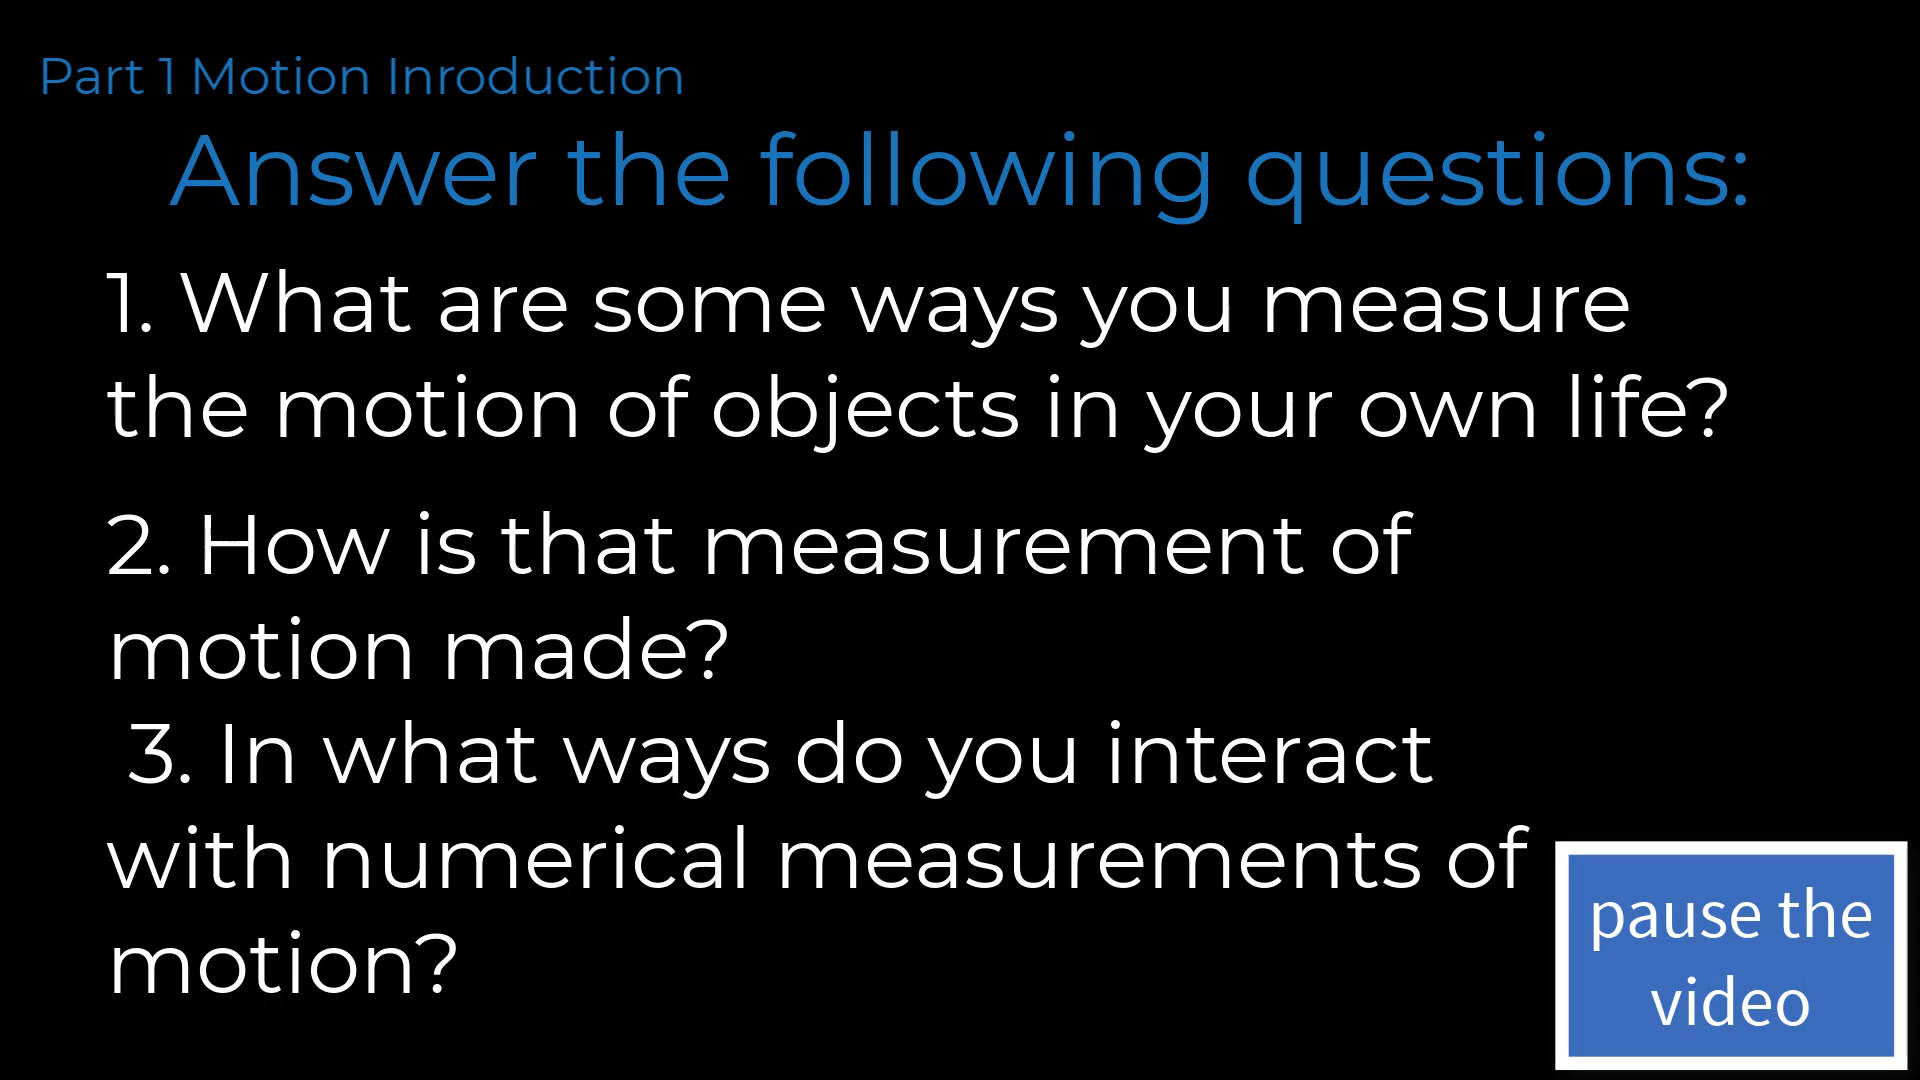 Part 1 Motion Inroduction
Answer the following questions:
1. What are some ways you measure
the motion of objects in your own life?
2. How is that measurement of
motion made?
3. In what ways do you interact
with numerical measurements of
motion?
pause the
video